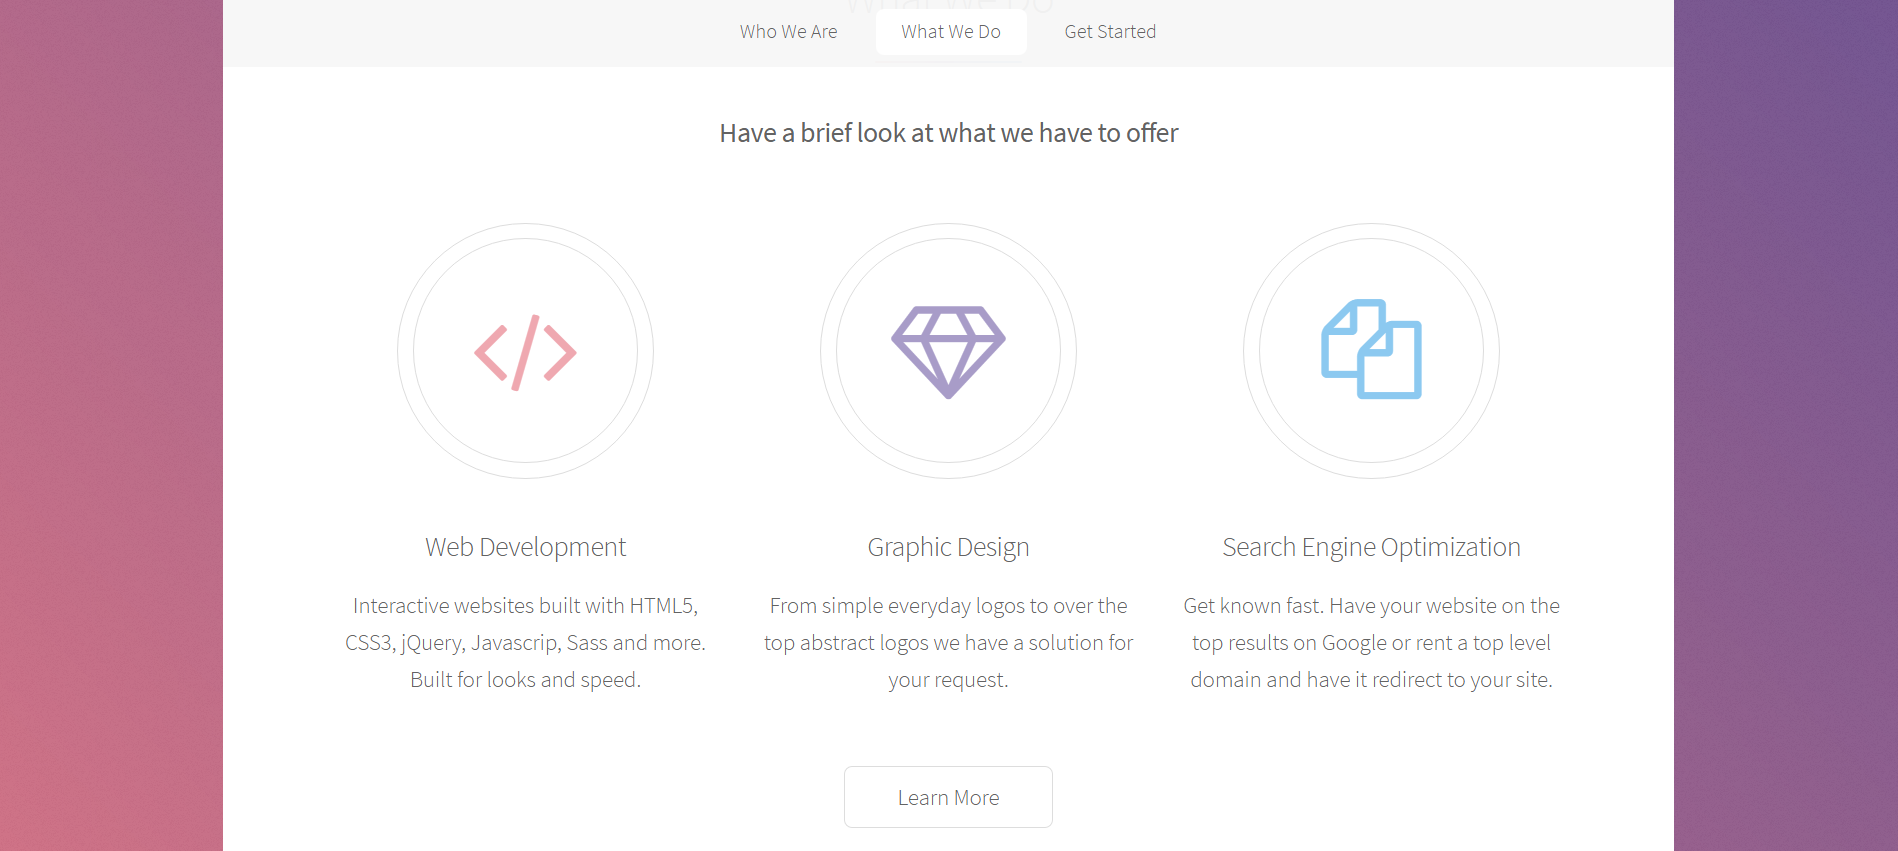 What We Do
Who We Are
What We Do
Get Started
Have a brief look at what we have to offer
Web Development
Interactive websites built with HTML5,
CSS3, jQuery, Javascrip, Sass and more.
Built for looks and speed.
Graphic Design
From simple everyday logos to over the
top abstract logos we have a solution for
your request.
Search Engine Optimization
Get known fast. Have your website on the
top results on Google or rent a top level
domain and have it redirect to your site.
Learn More